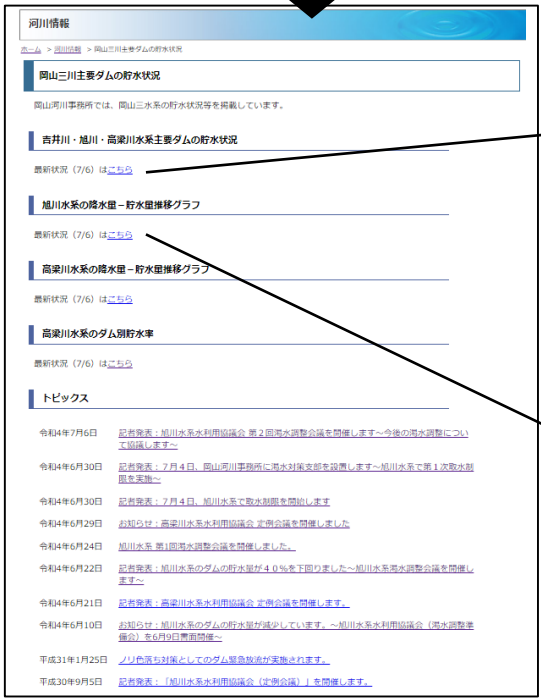 河川情報
ホーム > 河川情報 > 岡山三川主要ダムの貯水状況
岡山三川主要ダムの貯水状況
岡山河川事務所では、岡山三水系の貯水状況等を掲載しています。
吉井川・旭川・高梁川水系主要ダムの貯水状況
最新状況（7/6）はこちら
旭川水系の降水量－貯水量推移グラフ
最新状況（7/6）はこちら
高梁川水系の降水量－貯水量推移グラフ
最新状況（7/6）はこちら
高梁川水系のダム別貯水率
最新状況（7/6）はこちら
トピックス
令和4年7月6日 記者発表：旭川水系水利用協議会 第２回渇水調整会議を開催します～今後の渇水調整につい
て協議します～
令和4年6月30日 記者発表：７月４日、岡山河川事務所に渇水対策支部を設置します～旭川水系で第１次取水制
限を実施～
令和4年6月30日 記者発表：７月４日、旭川水系で取水制限を開始します
令和4年6月29日 お知らせ：高梁川水系水利用協議会 定例会議を開催しました
令和4年6月24日 旭川水系 第1回渇水調整会議を開催しました。
令和4年6月22日 記者発表：旭川水系のダムの貯水量が４０％を下回りました～旭川水系渇水調整会議を開催し
ます～
令和4年6月21日 記者発表：高梁川水系水利用協議会 定例会議を開催します。
令和4年6月10日 お知らせ：旭川水系のダムの貯水量が減少しています。～旭川水系水利用協議会（渇水調整準
備会）を6月9日書面開催～
平成31年1月25日 ノリ色落ち対策としてのダム緊急放流が実施されます。
平成30年9月5日 記者発表：「旭川水系水利用協議会（定例会議）」を開催します。